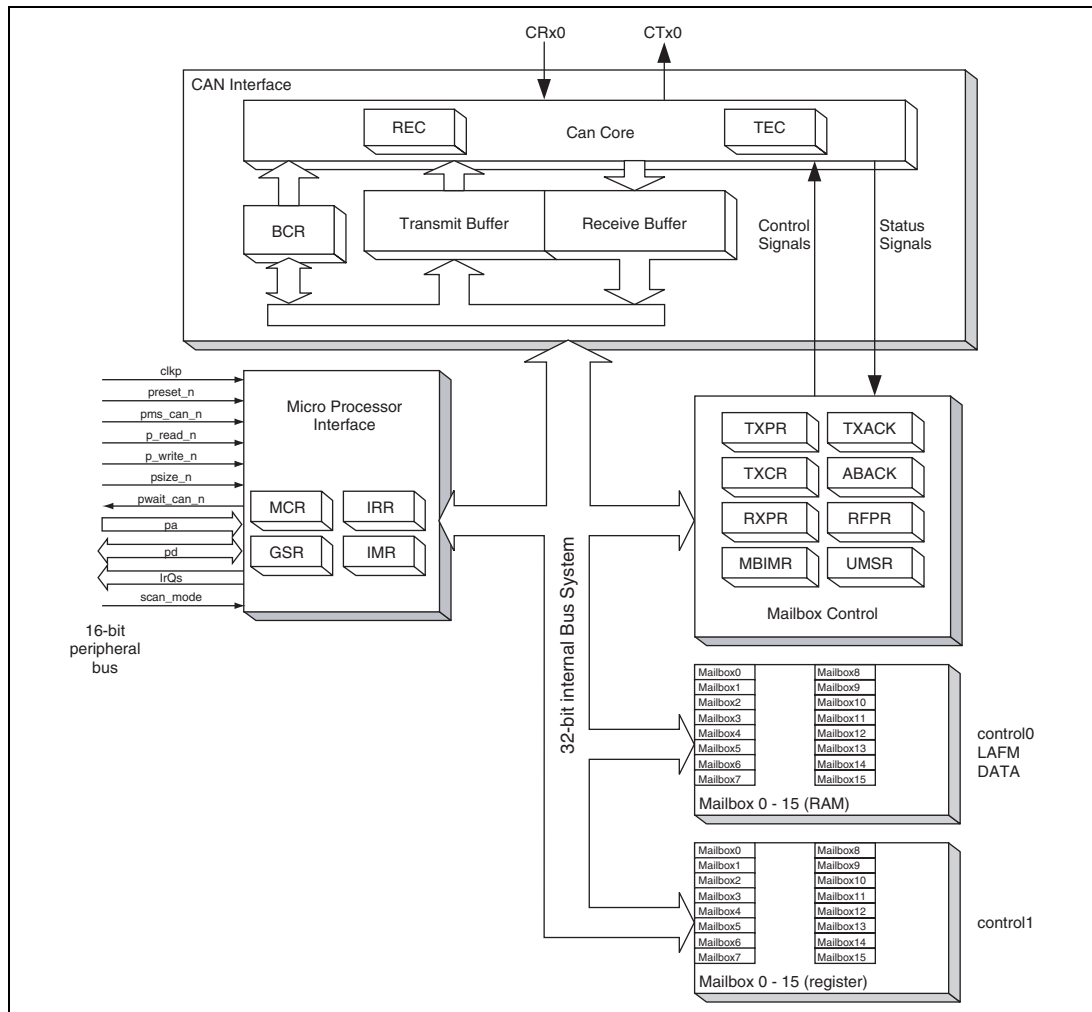 CRx0
CTx0
CAN Interface
REC
Can Core
TEC
BCR
Transmit Buffer
Receive Buffer
Control
Signals
Status
Signals
clkp
preset_n
pms_can_n
p_read_n
p_write_n
psize_n
pwait_can_n
pa
pd
IrQs
scan_mode
16-bit
peripheral
bus
Micro Processor
Interface
MCR
IRR
GSR
IMR
32-bit internal Bus System
TXPR
TXACK
TXCR
ABACK
RXPR
RFPR
MBIMR
UMSR
Mailbox Control
Mailbox0
Mailbox1
Mailbox2
Mailbox3
Mailbox4
Mailbox5
Mailbox6
Mailbox7
Mailbox8
Mailbox9
Mailbox10
Mailbox11
Mailbox12
Mailbox13
Mailbox14
Mailbox15
Mailbox 0 - 15 (RAM)
control0
LAFM
DATA
Mailbox0
Mailbox1
Mailbox2
Mailbox3
Mailbox4
Mailbox5
Mailbox6
Mailbox7
Mailbox8
Mailbox9
Mailbox10
Mailbox11
Mailbox12
Mailbox13
Mailbox14
Mailbox15
Mailbox 0 - 15 (register)
control1